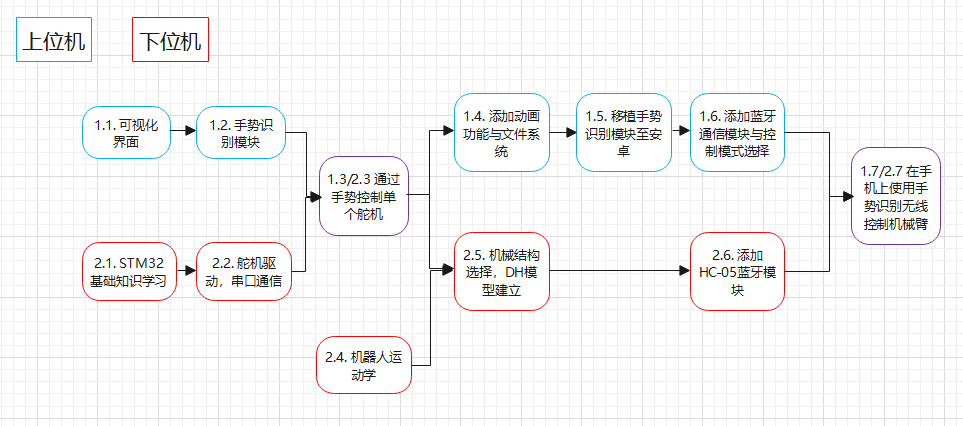 上位机
下位机
1.1. 可视化
界面
1.2. 手势识
别模块
1.3/2.3 通过
手势控制单
个舵机
1.4. 添加动画
功能与文件系
统
1.5. 移植手势
识别模块至安
卓
1.6. 添加蓝牙
通信模块与控
制模式选择
1.7/2.7 在手
机上使用手
势识别无线
控制机械臂
2.1. STM32
基础知识学习
2.2. 舵机驱
动，串口通信
2.5. 机械结构
选择，DH模
型建立
2.6. 添加
HC-05蓝牙模
块
2.4. 机器人运
动学